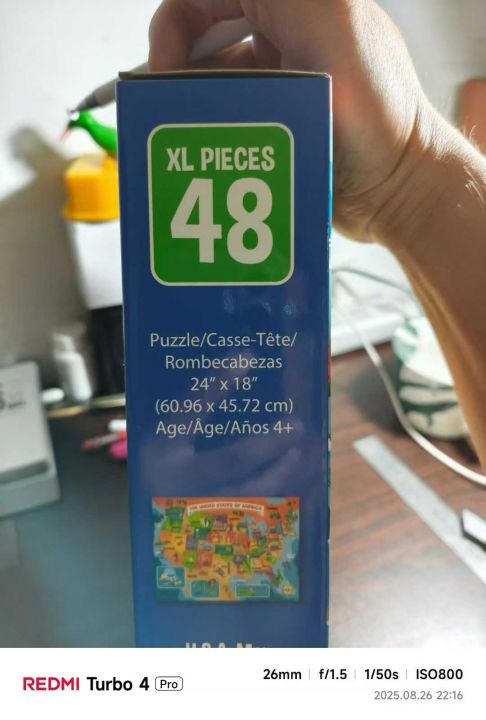 XL PIECES
48
Puzzle/Casse-Tête/
Rombecabezas
24" x 18"
(60.96 x 45.72 cm)
Age/Âge/Años 4+
THE UNITED STATES OF AMERICA
REDMI Turbo 4 Pro
26mm | f/1.5 | 1/50s | ISO800
2025.08.26 22:16